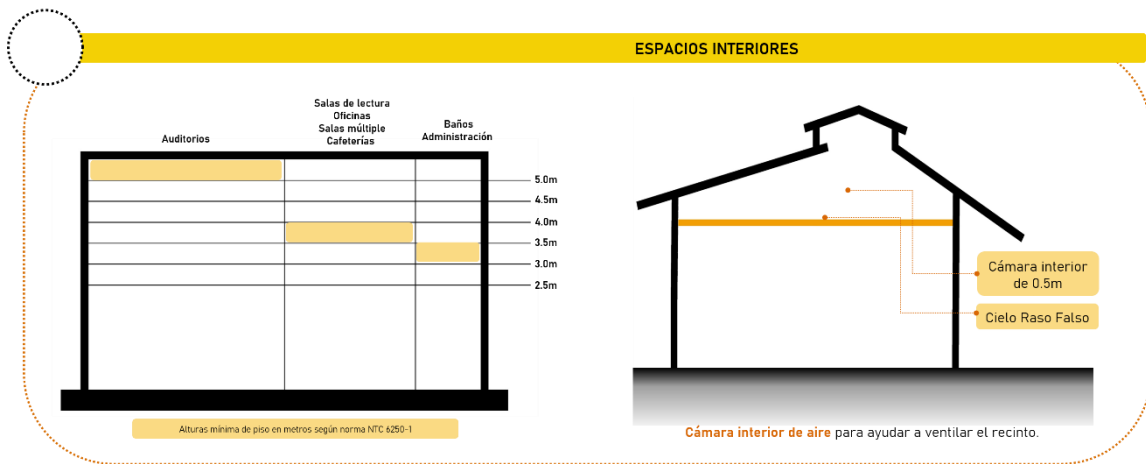 ESPACIOS INTERIORES
Auditorios
Salas de lectura
Oficinas
Salas múltiple
Cafeterías
Baños
Administración
5.0m
4.5m
4.0m
3.5m
3.0m
2.5m
Alturas mínima de piso en metros según norma NTC 6250-1
Cámara interior
de 0.5m
Cielo Raso Falso
Cámara interior de aire para ayudar a ventilar el recinto.